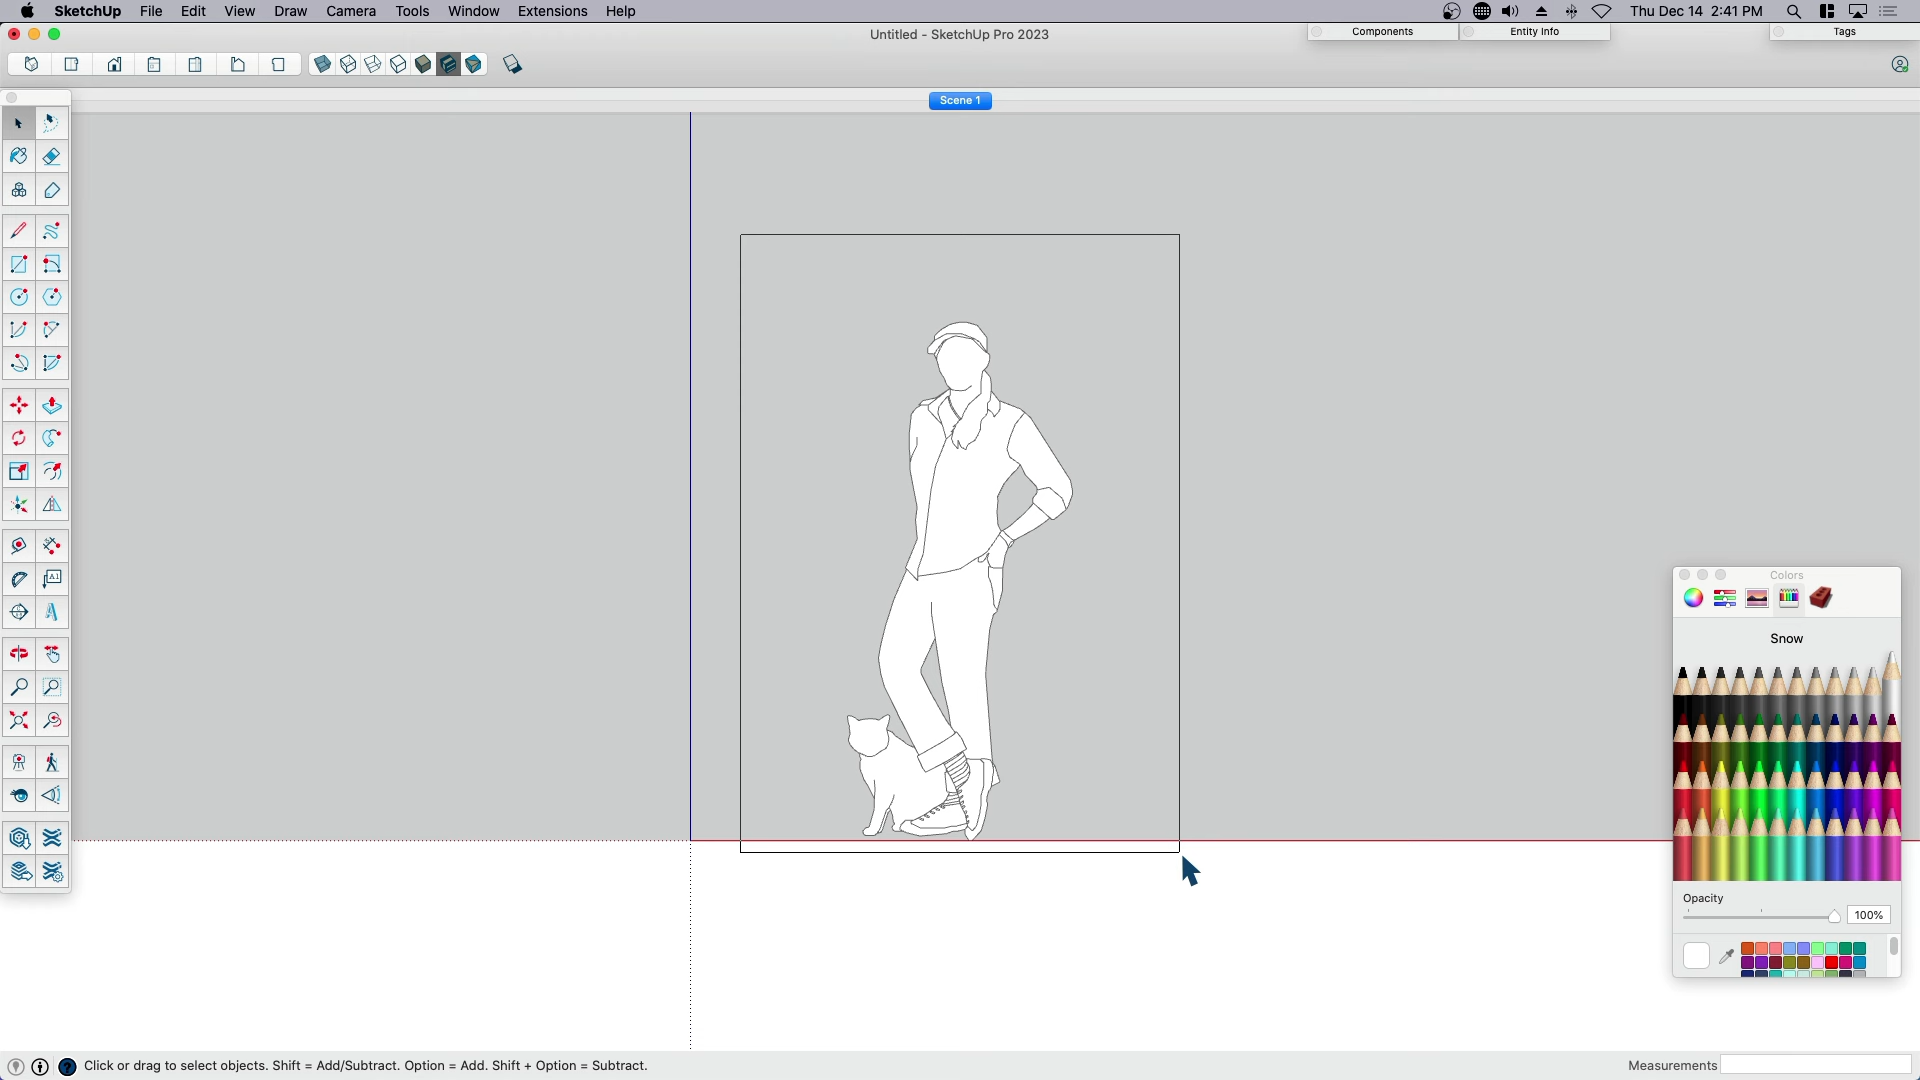 SketchUp File Edit View Draw Camera Tools Window Extensions Help Thu Dec 14 2:41 PM
Untitled - SketchUp Pro 2023
Components Entity Info Tags
Scene 1
A1
Colors
Snow
Opacity
100%
Click or drag to select objects. Shift = Add/Subtract. Option = Add. Shift + Option = Subtract.
Measurements